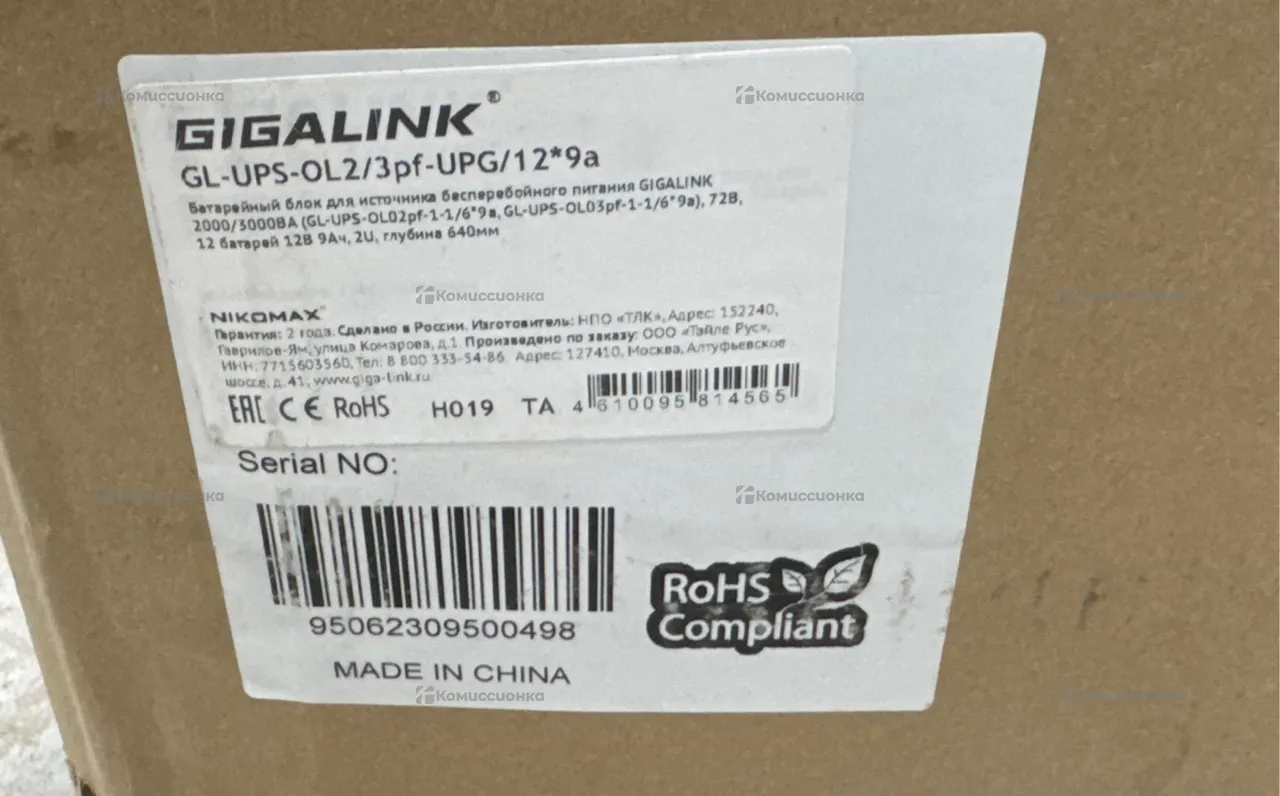 GIGALINK®
GL-UPS-OL2/3pf-UPG/12*9a
Батарейный блок для источника бесперебойного питания GIGALINK
2000/3000ВА (GL-UPS-OL02pf-1-1/6*9a, GL-UPS-OL03pf-1-1/6*9a), 72В,
12 батарей 12В 9Ач, 2U, глубина 640мм
NIKOMAX
Гарантия: 2 года. Сделано в России. Изготовитель: НПО «ТЛК», Адрес: 152240,
Гаврилов-Ям, улица Комарова, д.1. Произведено по заказу: ООО «Тайле Рус»,
ИНН: 7715603560, Тел: 8 800 333-54-86 Адрес: 127410, Москва, Алтуфьевское
шоссе, д. 41, www.giga-link.ru
EAC CE RoHS H019 TA 4 610095 814565
Serial NO:
95062309500498
MADE IN CHINA
RoHS
Compliant
Комиссионка
Комиссионка
Комиссионка
Комиссионка
Комиссионка
Комиссионка